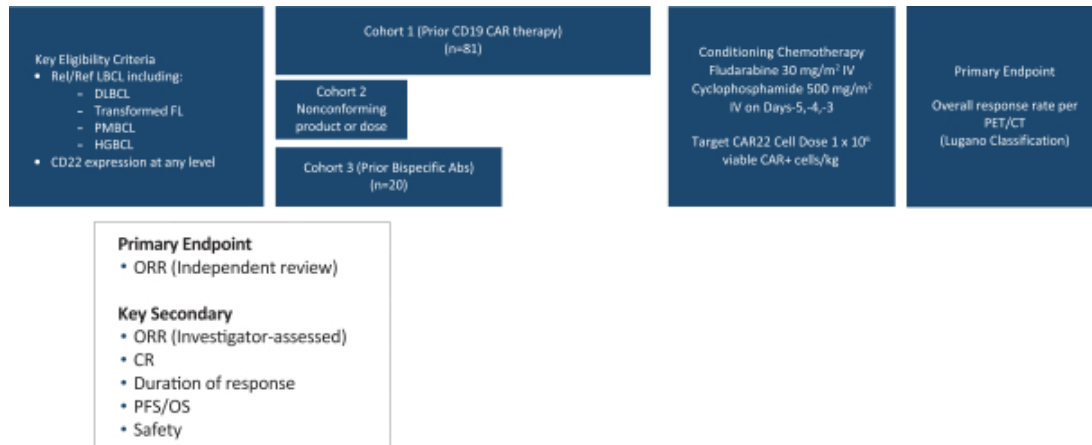 Key Eligibility Criteria
• Rel/Ref LBCL including:
– DLBCL
– Transformed FL
– PMBCL
– HGBCL
• CD22 expression at any level
Cohort 1 (Prior CD19 CAR therapy)
(n=81)
Cohort 2
Nonconforming
product or dose
Cohort 3 (Prior Bispecific Abs)
(n=20)
Conditioning Chemotherapy
Fludarabine 30 mg/m² IV
Cyclophosphamide 500 mg/m²
IV on Days-5,-4,-3
Target CAR22 Cell Dose 1 x 10⁶
viable CAR+ cells/kg
Primary Endpoint
Overall response rate per
PET/CT
(Lugano Classification)
Primary Endpoint
• ORR (Independent review)
Key Secondary
• ORR (Investigator-assessed)
• CR
• Duration of response
• PFS/OS
• Safety